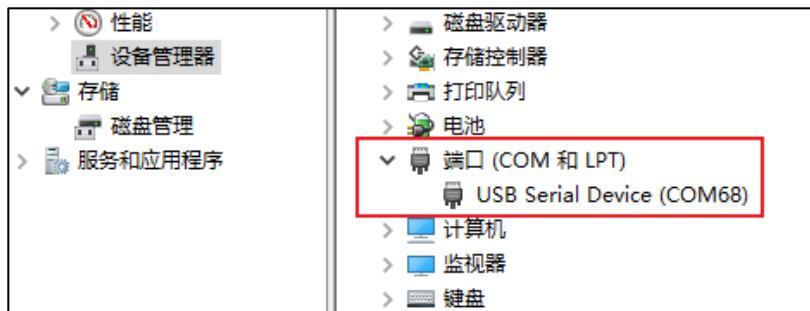 性能
设备管理器
存储
磁盘管理
服务和应用程序
磁盘驱动器
存储控制器
打印队列
电池
端口 (COM 和 LPT)
USB Serial Device (COM68)
计算机
监视器
键盘